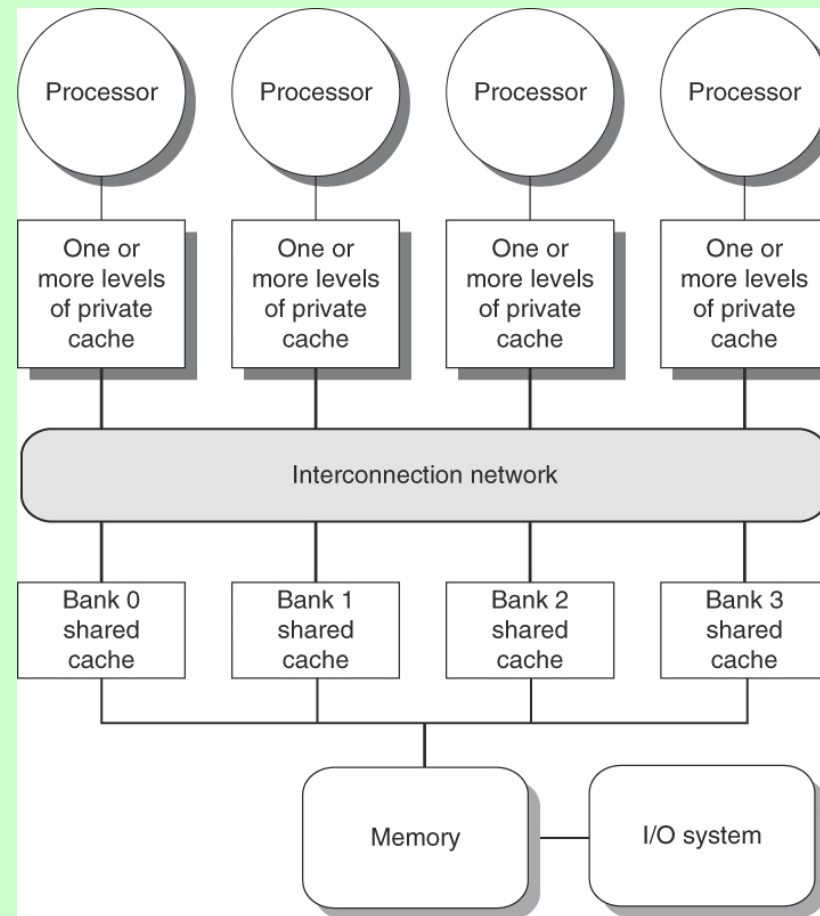 Processor
Processor
Processor
Processor
One or
more levels
of private
cache
One or
more levels
of private
cache
One or
more levels
of private
cache
One or
more levels
of private
cache
Interconnection network
Bank 0
shared
cache
Bank 1
shared
cache
Bank 2
shared
cache
Bank 3
shared
cache
Memory
I/O system